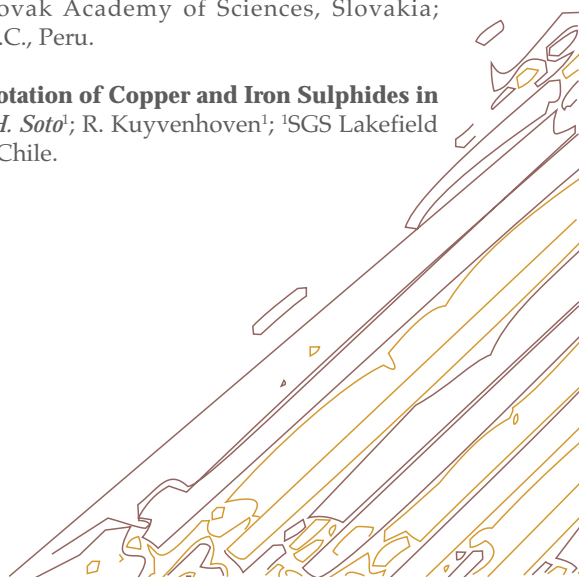 ovak Academy of Sciences, Slovakia;
.C., Peru.
otation of Copper and Iron Sulphides in
H. Soto¹; R. Kuyvenhoven¹; ¹SGS Lakefield
Chile.